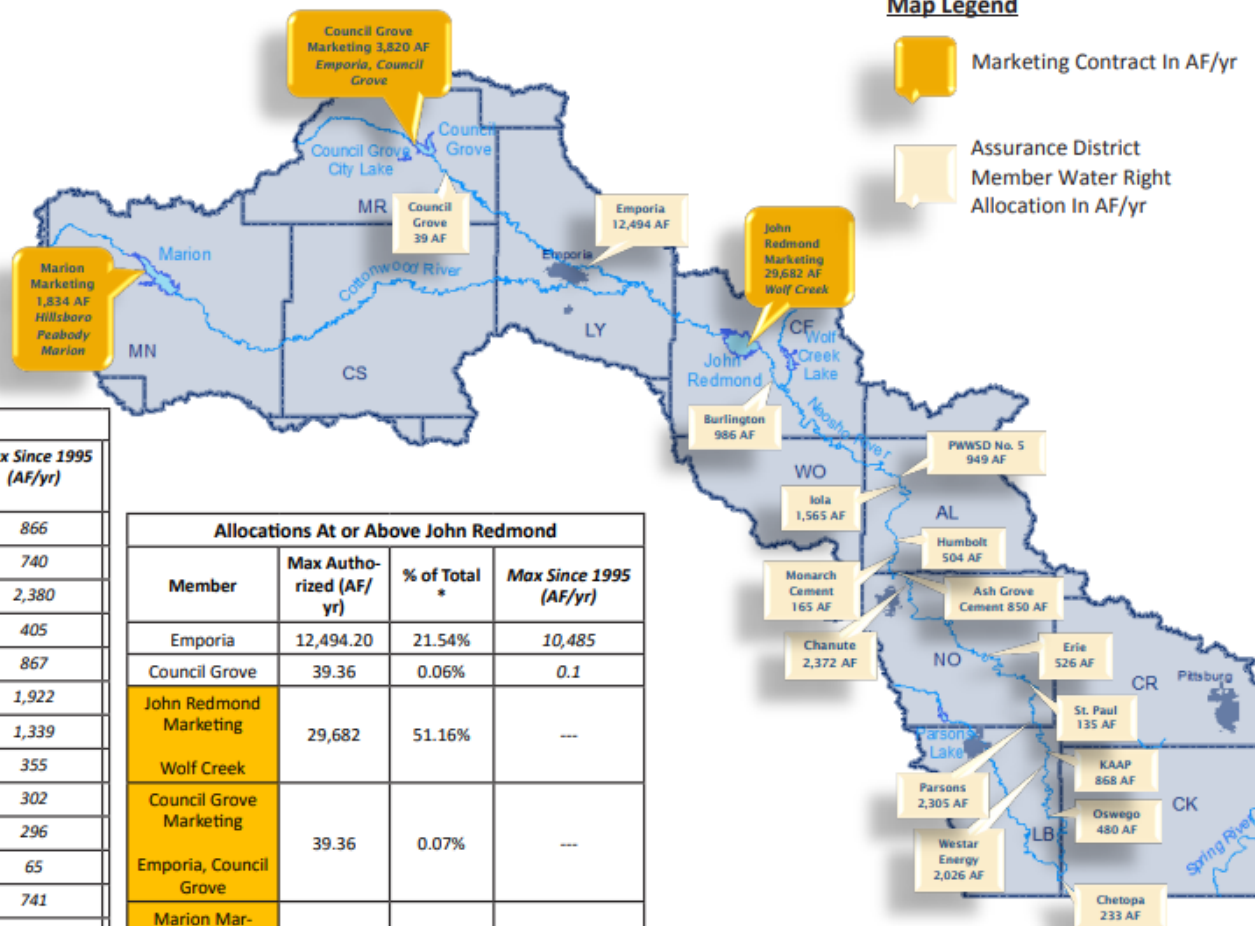 Map Legend
Marketing Contract In AF/yr
Assurance District
Member Water Right
Allocation In AF/yr
Council Grove
Marketing 3,820 AF
Emporia, Council
Grove
Council
Grove
Council Grove
City Lake
MR
Council
Grove
39 AF
Emporia
12,494 AF
John
Redmond
Marketing
29,682 AF
Wolf Creek
Marion
Marketing
1,834 AF
Hillsboro
Peabody
Marion
Marion
Cottonwood River
Emporia
MN
CS
LY
CF
Wolf
Creek
Lake
John
Redmond
Neosho River
Burlington
986 AF
WO
PWWSD No. 5
949 AF
Iola
1,565 AF
AL
Humbolt
504 AF
Monarch
Cement
165 AF
Ash Grove
Cement 850 AF
Chanute
2,372 AF
NO
Erie
526 AF
CR
Pittsburg
St. Paul
135 AF
Parsons
Lake
KAAP
868 AF
Parsons
2,305 AF
Oswego
480 AF
CK
LB
Westar
Energy
2,026 AF
Spring River
Chetopa
233 AF
x Since 1995
(AF/yr)
866
740
2,380
405
867
1,922
1,339
355
302
296
65
741
Allocations At or Above John Redmond
Member
Max Autho-
rized (AF/
yr)
% of Total
*
Max Since 1995
(AF/yr)
Emporia
12,494.20
21.54%
10,485
Council Grove
39.36
0.06%
0.1
John Redmond
Marketing
Wolf Creek
29,682
51.16%
---
Council Grove
Marketing
Emporia, Council
Grove
39.36
0.07%
---
Marion Mar-